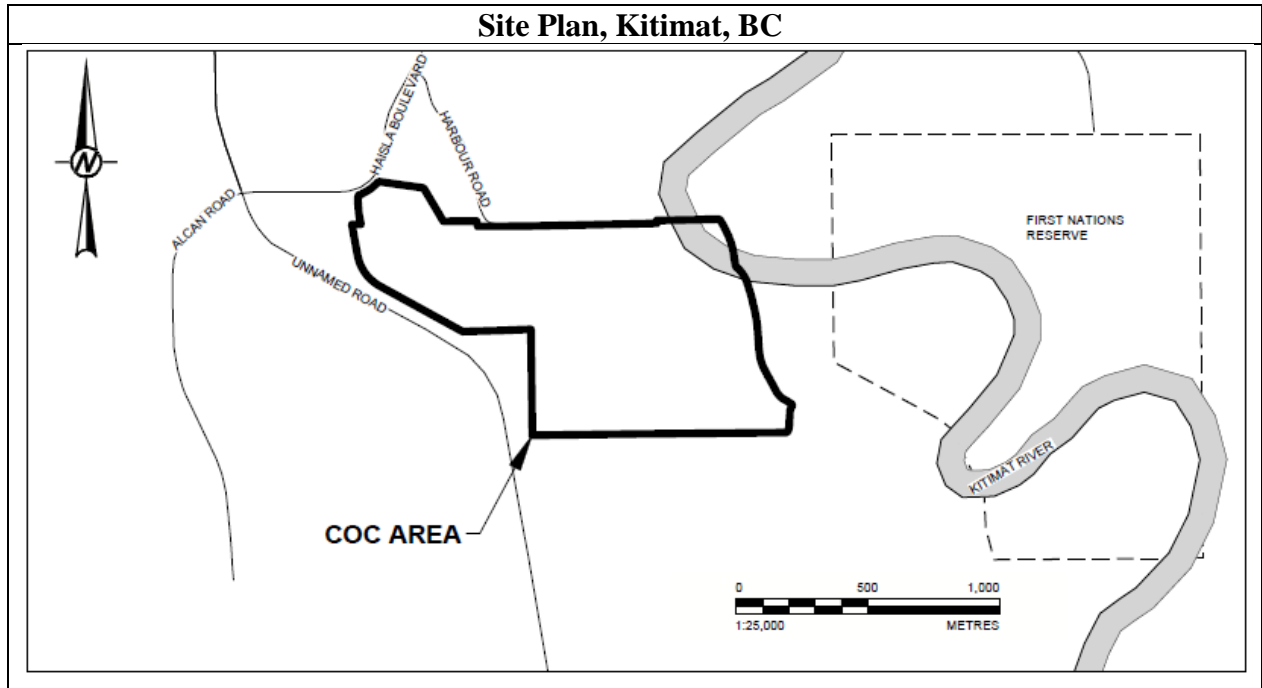 Site Plan, Kitimat, BC
N
HAISLA BOULEVARD
HARBOUR ROAD
ALCAN ROAD
UNNAMED ROAD
FIRST NATIONS
RESERVE
KITIMAT RIVER
COC AREA
0 500 1,000
1:25,000 METRES